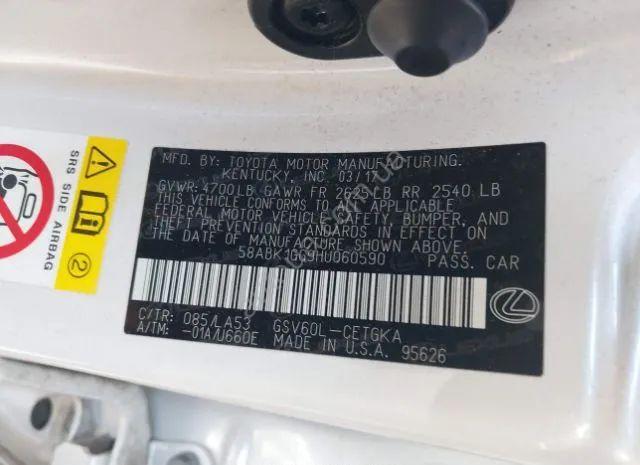 MFD. BY: TOYOTA MOTOR MANUFACTURING.
KENTUCKY, INC. 03/17
GVWR: 4700LB GAWR FR LB RR 2540 LB
THIS VEHICLE CONFORMS TO ALL APPLICABLE
FEDERAL MOTOR VEHICLE SAFETY, BUMPER, AND
THEFT PREVENTION STANDARDS IN EFFECT ON
THE DATE OF MANUFACTURE SHOWN ABOVE.
58ABK1GG9HU060590 PASS. CAR
C/TR: 085/LA53 GSV60L-CETGKA
A/TM: -01A/U660E MADE IN U.S.A. 95626
SIDE AIRBAG
2